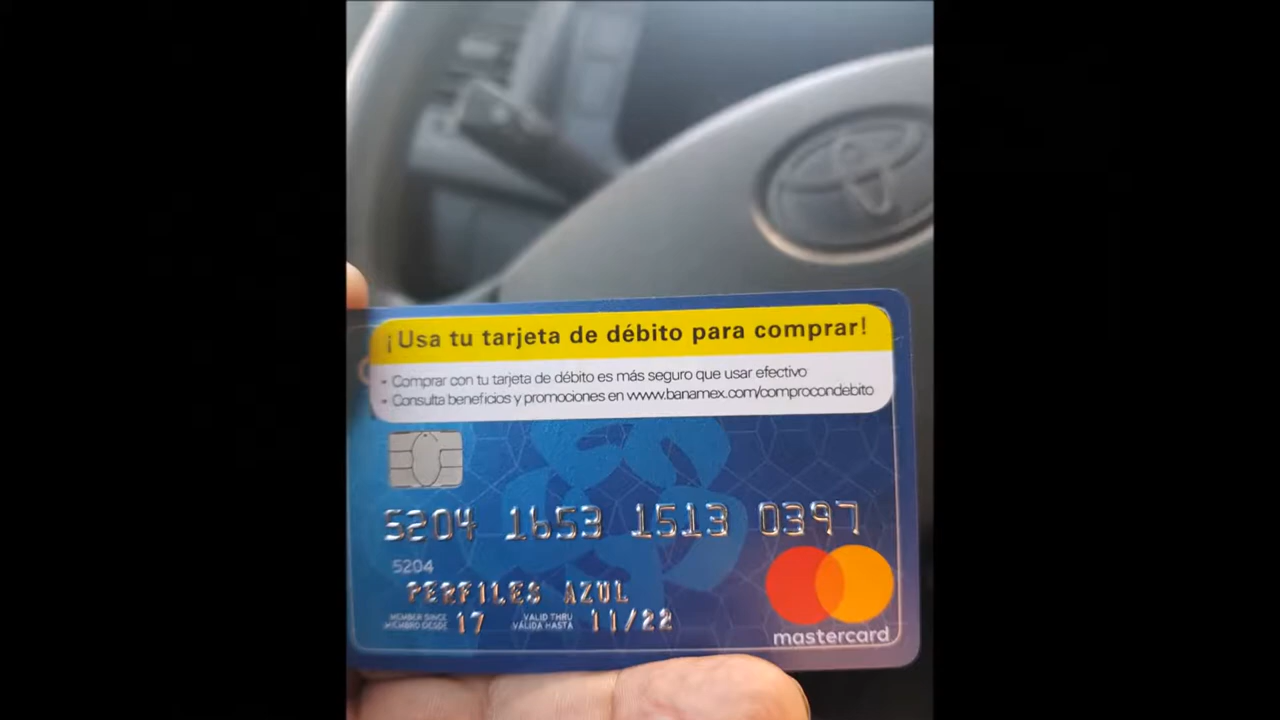 ¡Usa tu tarjeta de débito para comprar!
- Comprar con tu tarjeta de débito es más seguro que usar efectivo
- Consulta beneficios y promociones en www.banamex.com/comprocondebito
5204 1653 1513 0397
5204
PERFILES AZUL
MEMBER SINCE
MIEMBRO DESDE 17 VALID THRU
VÁLIDA HASTA 11/22
mastercard